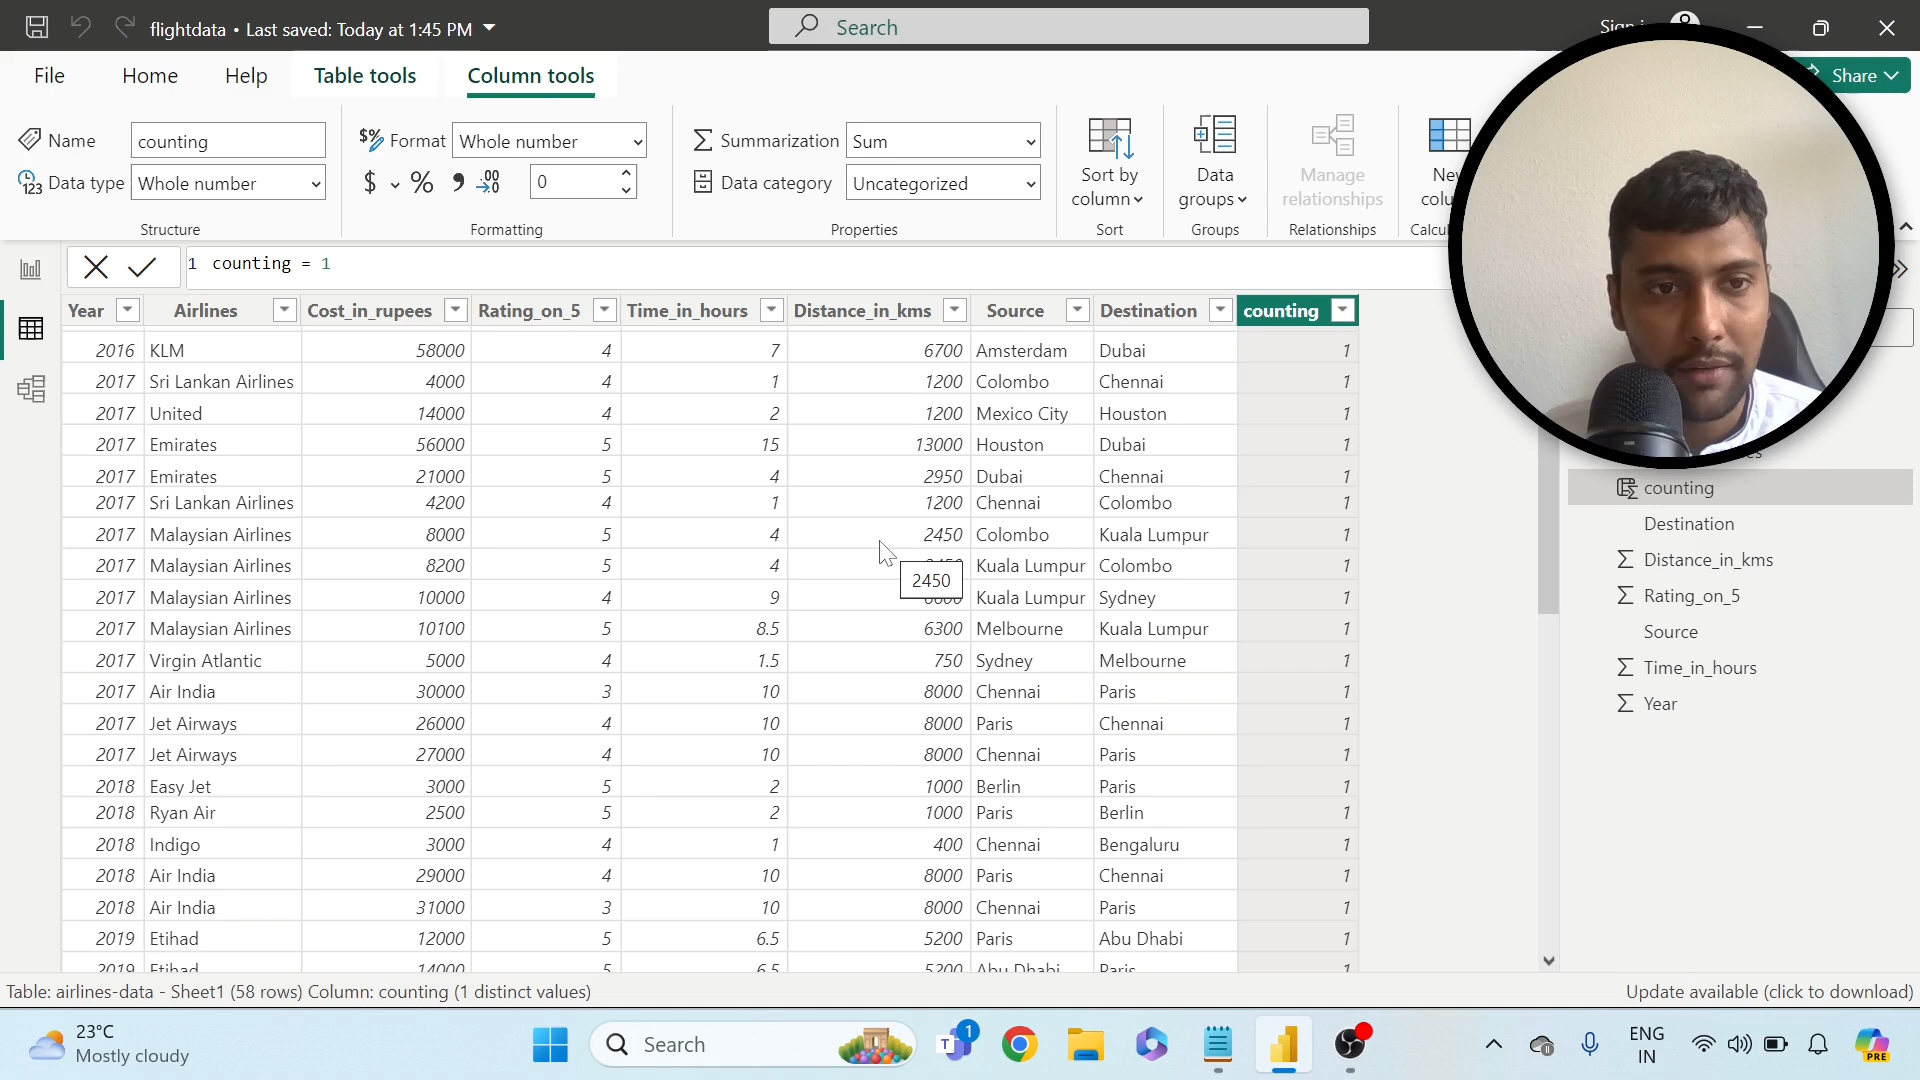 flightdata • Last saved: Today at 1:45 PM
Search
File
Home
Help
Table tools
Column tools
Share
Name
counting
Format
Whole number
Summarization
Sum
Data type
Whole number
$
%
0
Data category
Uncategorized
Sort by
column
Data
groups
Manage
relationships
Structure
Formatting
Properties
Sort
Groups
Relationships
1 counting = 1
Year Airlines Cost_in_rupees Rating_on_5 Time_in_hours Distance_in_kms Source Destination counting
2016 KLM 58000 4 7 6700 Amsterdam Dubai 1
2017 Sri Lankan Airlines 4000 4 1 1200 Colombo Chennai 1
2017 United 14000 4 2 1200 Mexico City Houston 1
2017 Emirates 56000 5 15 13000 Houston Dubai 1
2017 Emirates 21000 5 4 2950 Dubai Chennai 1
2017 Sri Lankan Airlines 4200 4 1 1200 Chennai Colombo 1
2017 Malaysian Airlines 8000 5 4 2450 Colombo Kuala Lumpur 1
2017 Malaysian Airlines 8200 5 4 Kuala Lumpur Colombo 1
2450
2017 Malaysian Airlines 10000 4 9 Kuala Lumpur Sydney 1
2017 Malaysian Airlines 10100 5 8.5 6300 Melbourne Kuala Lumpur 1
2017 Virgin Atlantic 5000 4 1.5 750 Sydney Melbourne 1
2017 Air India 30000 3 10 8000 Chennai Paris 1
2017 Jet Airways 26000 4 10 8000 Paris Chennai 1
2017 Jet Airways 27000 4 10 8000 Chennai Paris 1
2018 Easy Jet 3000 5 2 1000 Berlin Paris 1
2018 Ryan Air 2500 5 2 1000 Paris Berlin 1
2018 Indigo 3000 4 1 400 Chennai Bengaluru 1
2018 Air India 29000 4 10 8000 Paris Chennai 1
2018 Air India 31000 3 10 8000 Chennai Paris 1
2019 Etihad 12000 5 6.5 5200 Paris Abu Dhabi 1
2019 Etihad 14000 5 6.5 5200 Abu Dhabi Paris 1
counting
Destination
Distance_in_kms
Rating_on_5
Source
Time_in_hours
Year
Table: airlines-data - Sheet1 (58 rows) Column: counting (1 distinct values)
Update available (click to download)
23°C
Mostly cloudy
Search
1
T
ENG
IN
PRE